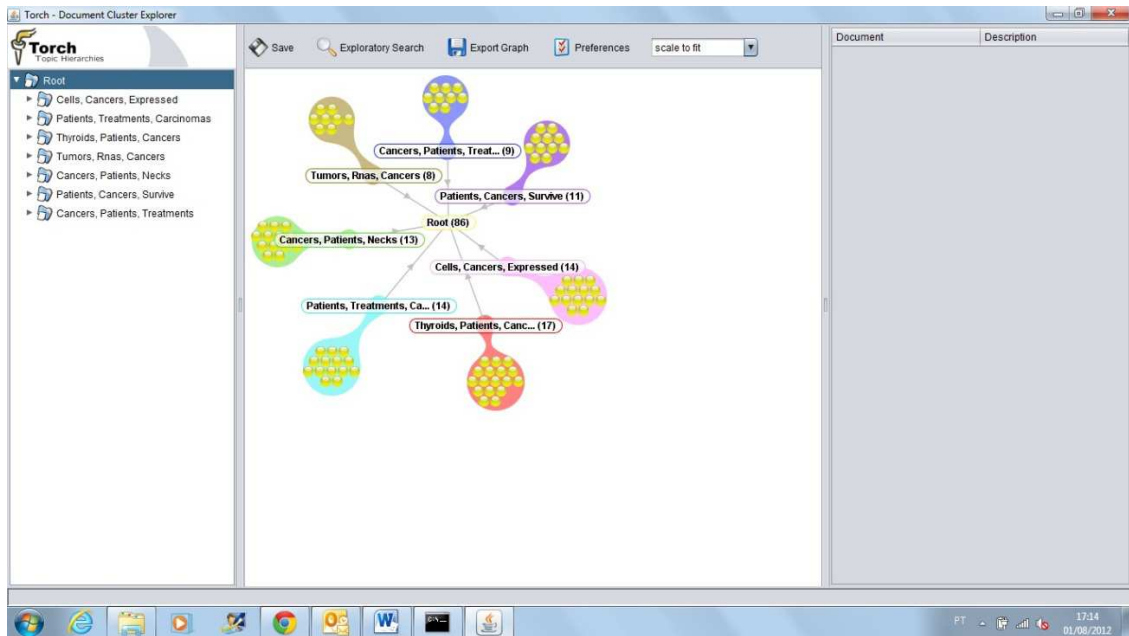 Torch - Document Cluster Explorer
Torch
Topic Hierarchies
Save Exploratory Search Export Graph Preferences scale to fit
Document Description
Root
Cells, Cancers, Expressed
Patients, Treatments, Carcinomas
Thyroids, Patients, Cancers
Tumors, Rnas, Cancers
Cancers, Patients, Necks
Patients, Cancers, Survive
Cancers, Patients, Treatments
Cancers, Patients, Treat... (9)
Tumors, Rnas, Cancers (8)
Patients, Cancers, Survive (11)
Root (86)
Cancers, Patients, Necks (13)
Cells, Cancers, Expressed (14)
Patients, Treatments, Ca... (14)
Thyroids, Patients, Canc... (17)
PT
17:14
01/08/2012